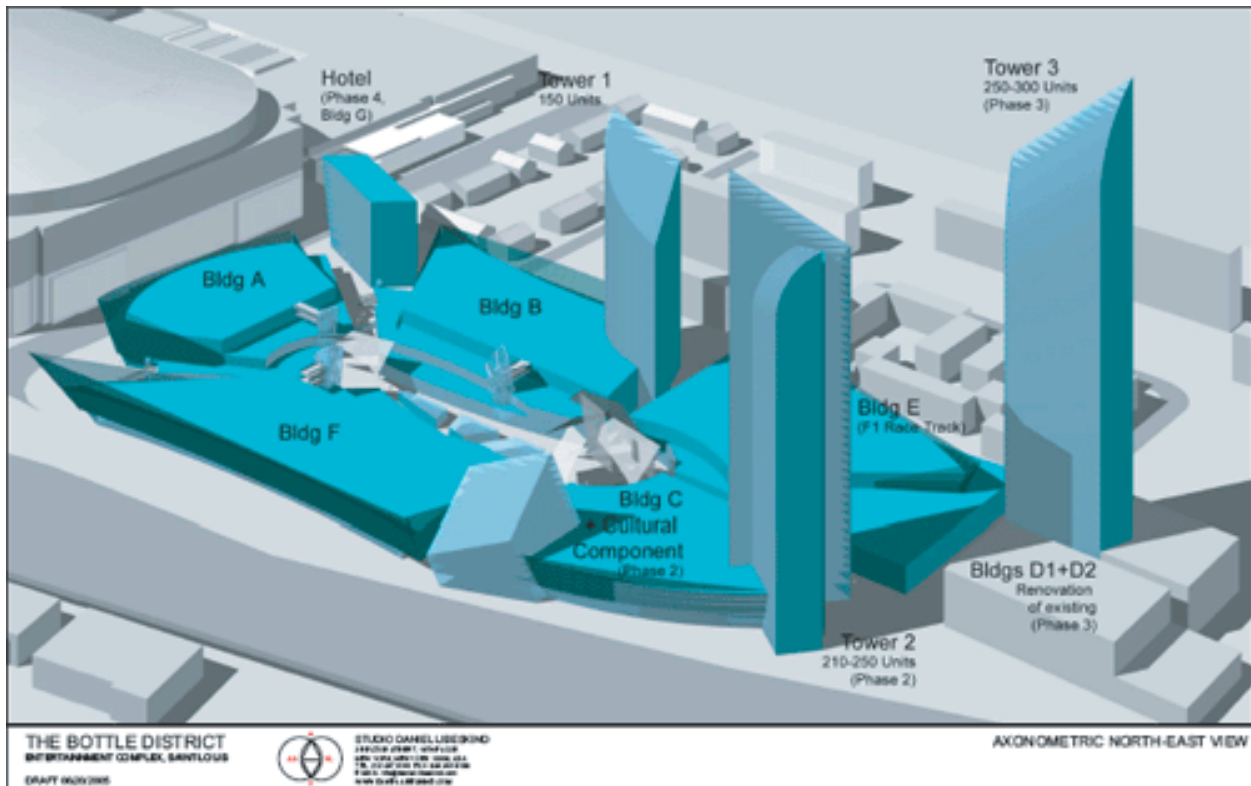 Hotel
(Phase 4,
Bldg G)
Tower 1
150 Units
Tower 3
250-300 Units
(Phase 3)
Bldg A
Bldg B
Bldg F
Bldg E
(F1 Race Track)
Bldg C
+ Cultural
Component
(Phase 2)
Bldgs D1+D2
Renovation
of existing
(Phase 3)
Tower 2
210-250 Units
(Phase 2)
THE BOTTLE DISTRICT
ENTERTAINMENT COMPLEX, SAINT LOUIS
DRAFT
STUDIO DANIEL LIBESKIND
AXONOMETRIC NORTH-EAST VIEW